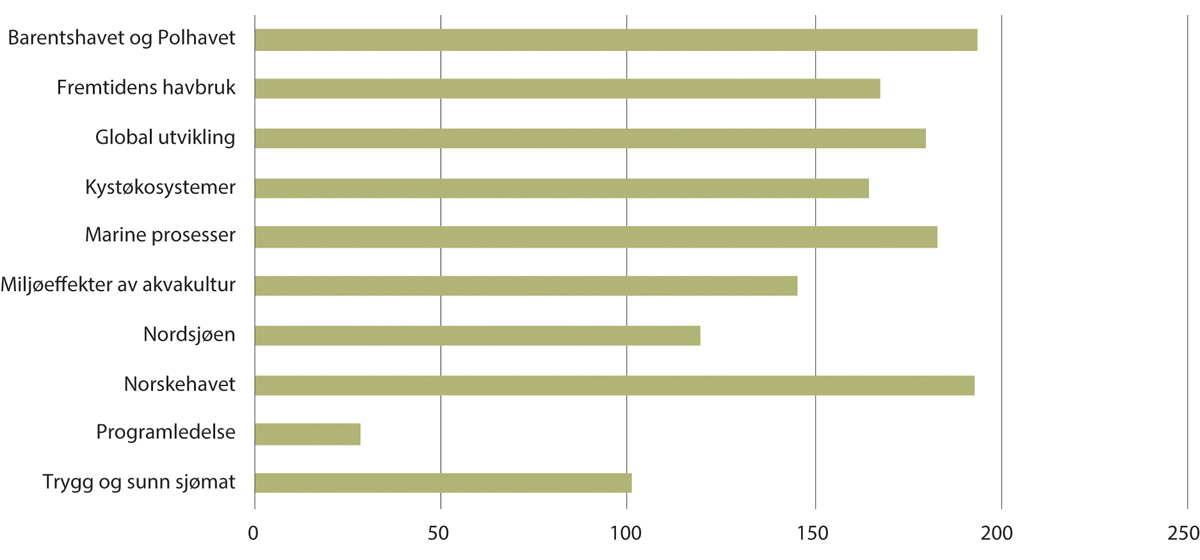 Barentshavet og Polhavet
Fremtidens havbruk
Global utvikling
Kystøkosystemer
Marine prosesser
Miljøeffekter av akvakultur
Nordsjøen
Norskehavet
Programledelse
Trygg og sunn sjømat
0 50 100 150 200 250